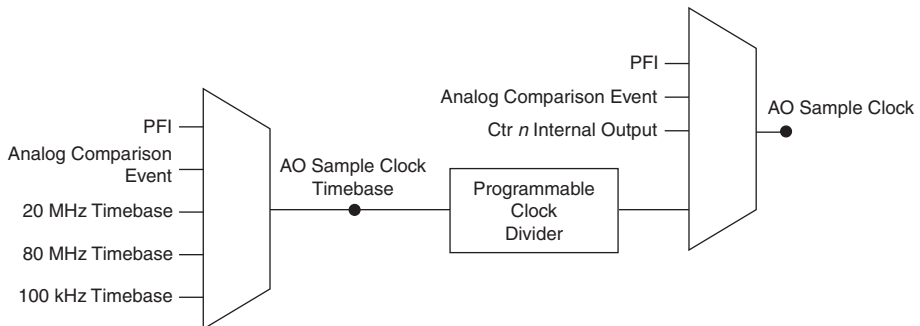 PFI
Analog Comparison Event
Ctr n Internal Output
AO Sample Clock
PFI
Analog Comparison
Event
20 MHz Timebase
80 MHz Timebase
100 kHz Timebase
AO Sample Clock
Timebase
Programmable
Clock
Divider